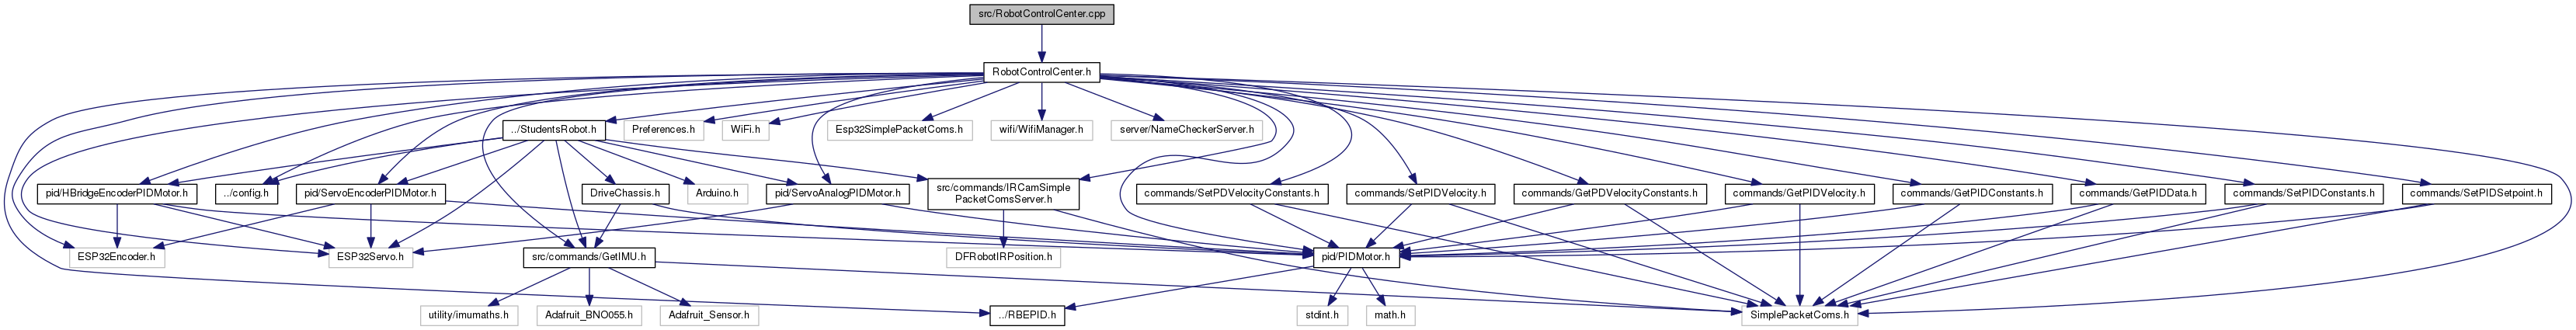 src/RobotControlCenter.cpp
RobotControlCenter.h
../StudentsRobot.h
Preferences.h
WiFi.h
Esp32SimplePacketComs.h
wifi/WifiManager.h
server/NameCheckerServer.h
pid/HBridgeEncoderPIDMotor.h
../config.h
pid/ServoEncoderPIDMotor.h
DriveChassis.h
Arduino.h
pid/ServoAnalogPIDMotor.h
src/commands/IRCamSimple
PacketComsServer.h
commands/SetPDVelocityConstants.h
commands/SetPIDVelocity.h
commands/GetPDVelocityConstants.h
commands/GetPIDVelocity.h
commands/GetPIDConstants.h
commands/GetPIDData.h
commands/SetPIDConstants.h
commands/SetPIDSetpoint.h
ESP32Encoder.h
ESP32Servo.h
src/commands/GetIMU.h
DFRobotIRPosition.h
pid/PIDMotor.h
utility/imumaths.h
Adafruit_BNO055.h
Adafruit_Sensor.h
../RBEPID.h
stdint.h
math.h
SimplePacketComs.h